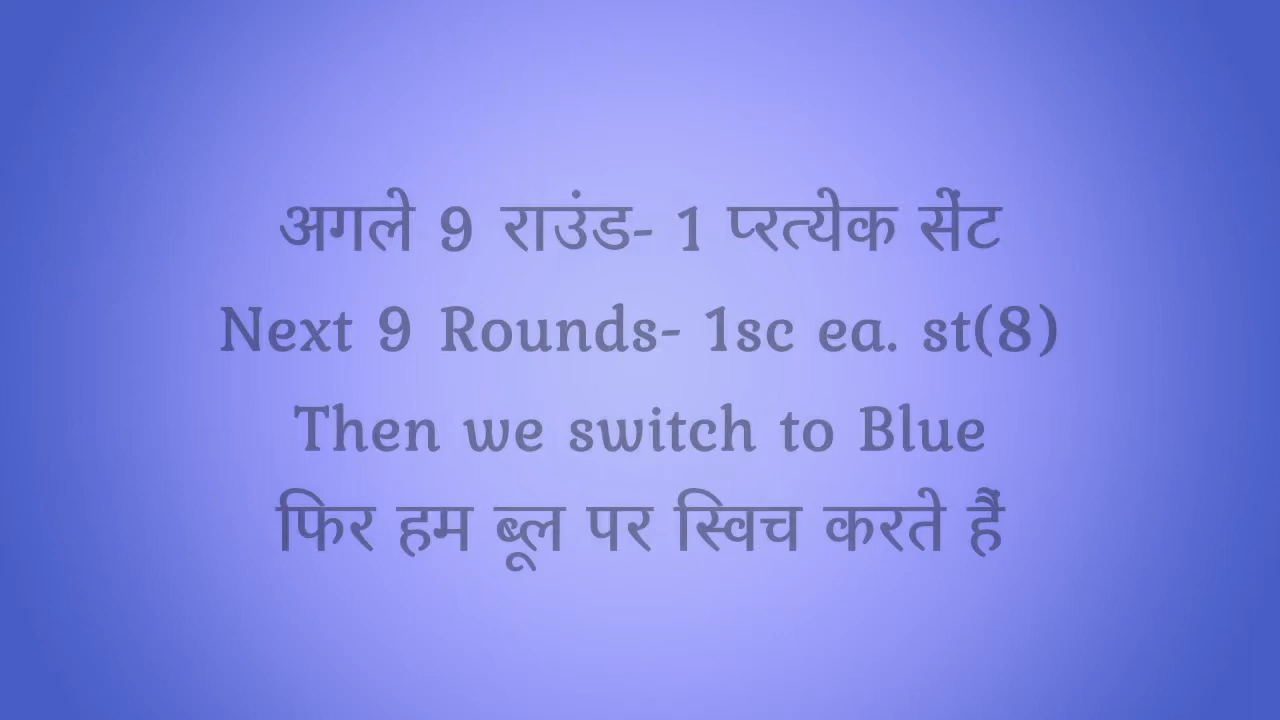 अगले 9 राउंड- 1 प्रत्येक सेंट
Next 9 Rounds- 1sc ea. st(8)
Then we switch to Blue
फिर हम ब्लू पर स्विच करते हैं